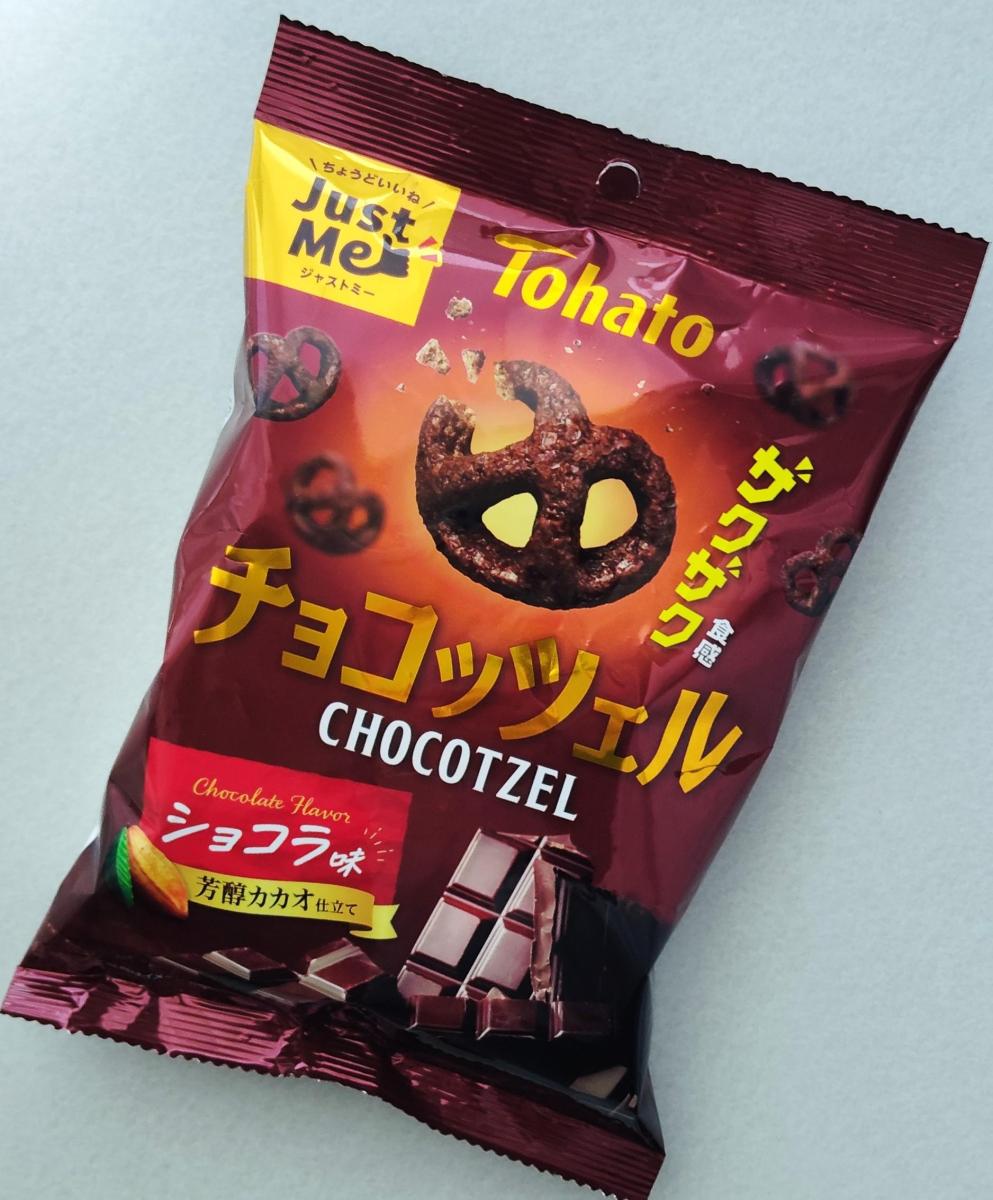 ちょうどいいね
Just
Me
ジャストミー
Tohato
ザクザク
食感
チョコッツェル
CHOCOTZEL
Chocolate Flavor
ショコラ味
芳醇カカオ仕立て